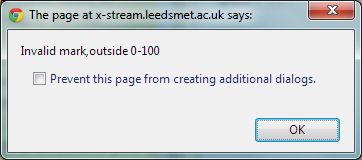 The page at x-stream.leedsmet.ac.uk says:
Invalid mark,outside 0-100
Prevent this page from creating additional dialogs.
OK